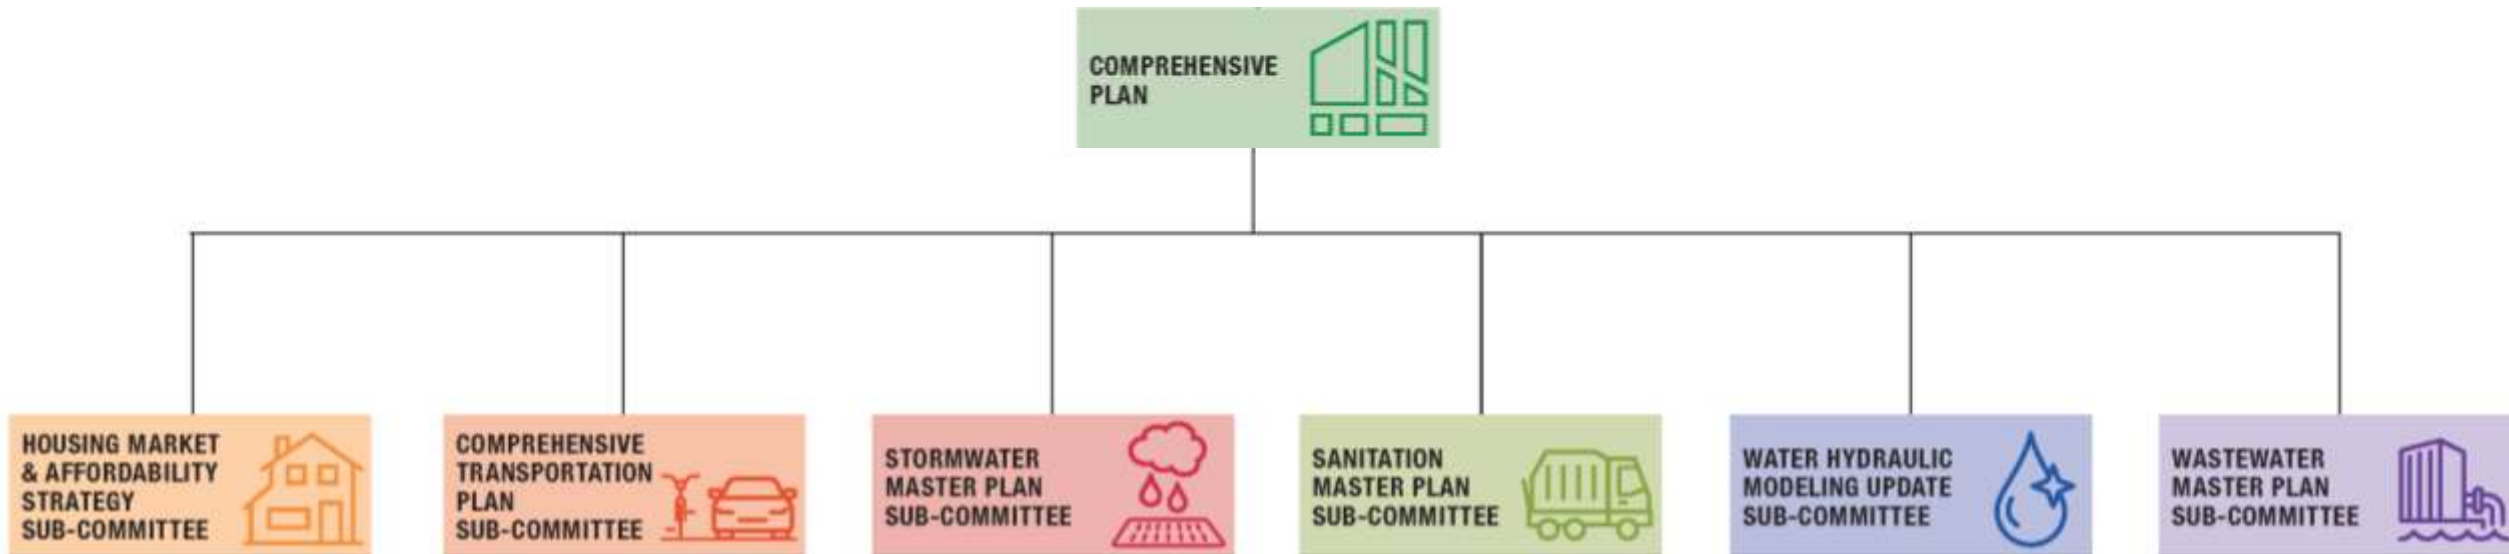 COMPREHENSIVE
PLAN
HOUSING MARKET
& AFFORDABILITY
STRATEGY
SUB-COMMITTEE
COMPREHENSIVE
TRANSPORTATION
PLAN
SUB-COMMITTEE
STORMWATER
MASTER PLAN
SUB-COMMITTEE
SANITATION
MASTER PLAN
SUB-COMMITTEE
WATER HYDRAULIC
MODELING UPDATE
SUB-COMMITTEE
WASTEWATER
MASTER PLAN
SUB-COMMITTEE